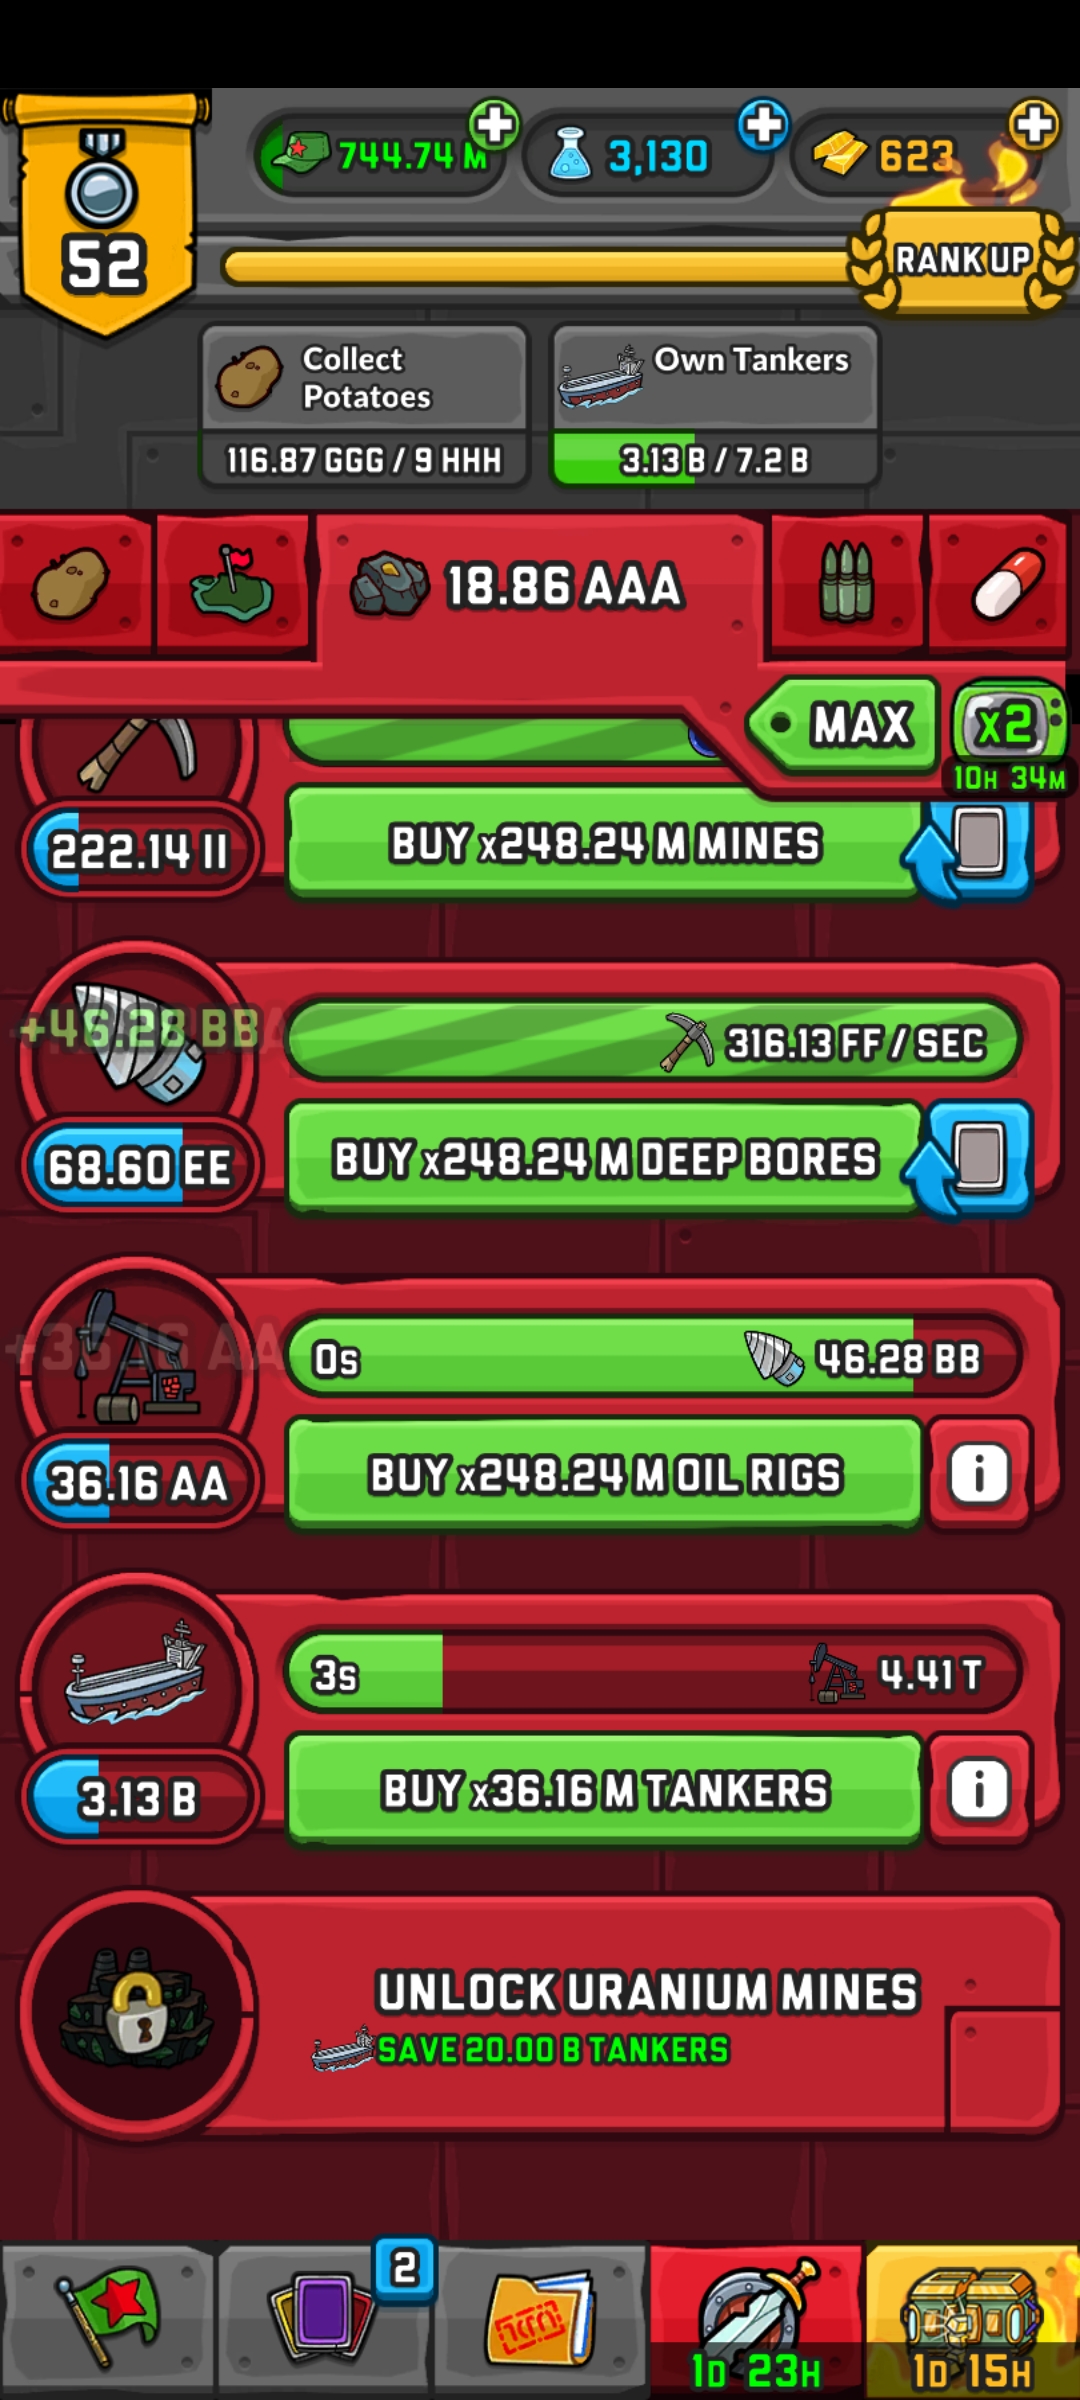 744.74 M
3,130
623
52
RANK UP
Collect
Potatoes
116.87 GGG / 9 HHH
Own Tankers
3.13 B / 7.2 B
18.86 AAA
MAX
x2
10H 34M
222.14 II
BUY x248.24 M MINES
+46.28 BB
316.13 FF / SEC
68.60 EE
BUY x248.24 M DEEP BORES
+36.16 AA
0s
46.28 BB
36.16 AA
BUY x248.24 M OIL RIGS
i
3s
4.41 T
3.13 B
BUY x36.16 M TANKERS
i
UNLOCK URANIUM MINES
SAVE 20.00 B TANKERS
2
1D 23H
1D 15H